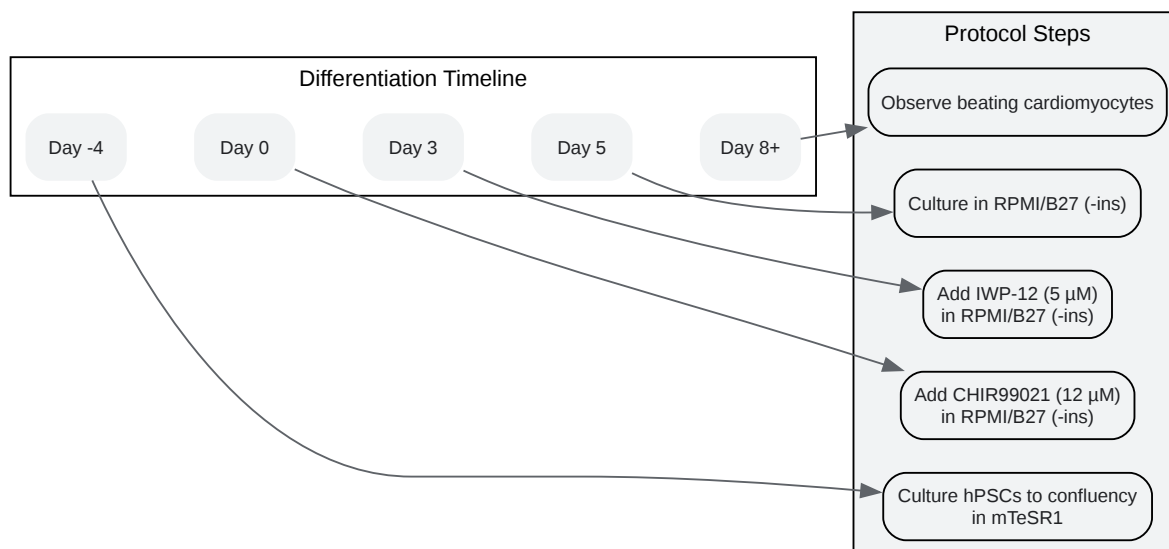 Protocol Steps
Differentiation Timeline
Day -4
Day 0
Day 3
Day 5
Day 8+
Observe beating cardiomyocytes
Culture in RPMI/B27 (-ins)
Add IWP-12 (5 µM)
in RPMI/B27 (-ins)
Add CHIR99021 (12 µM)
in RPMI/B27 (-ins)
Culture hPSCs to confluency
in mTeSR1